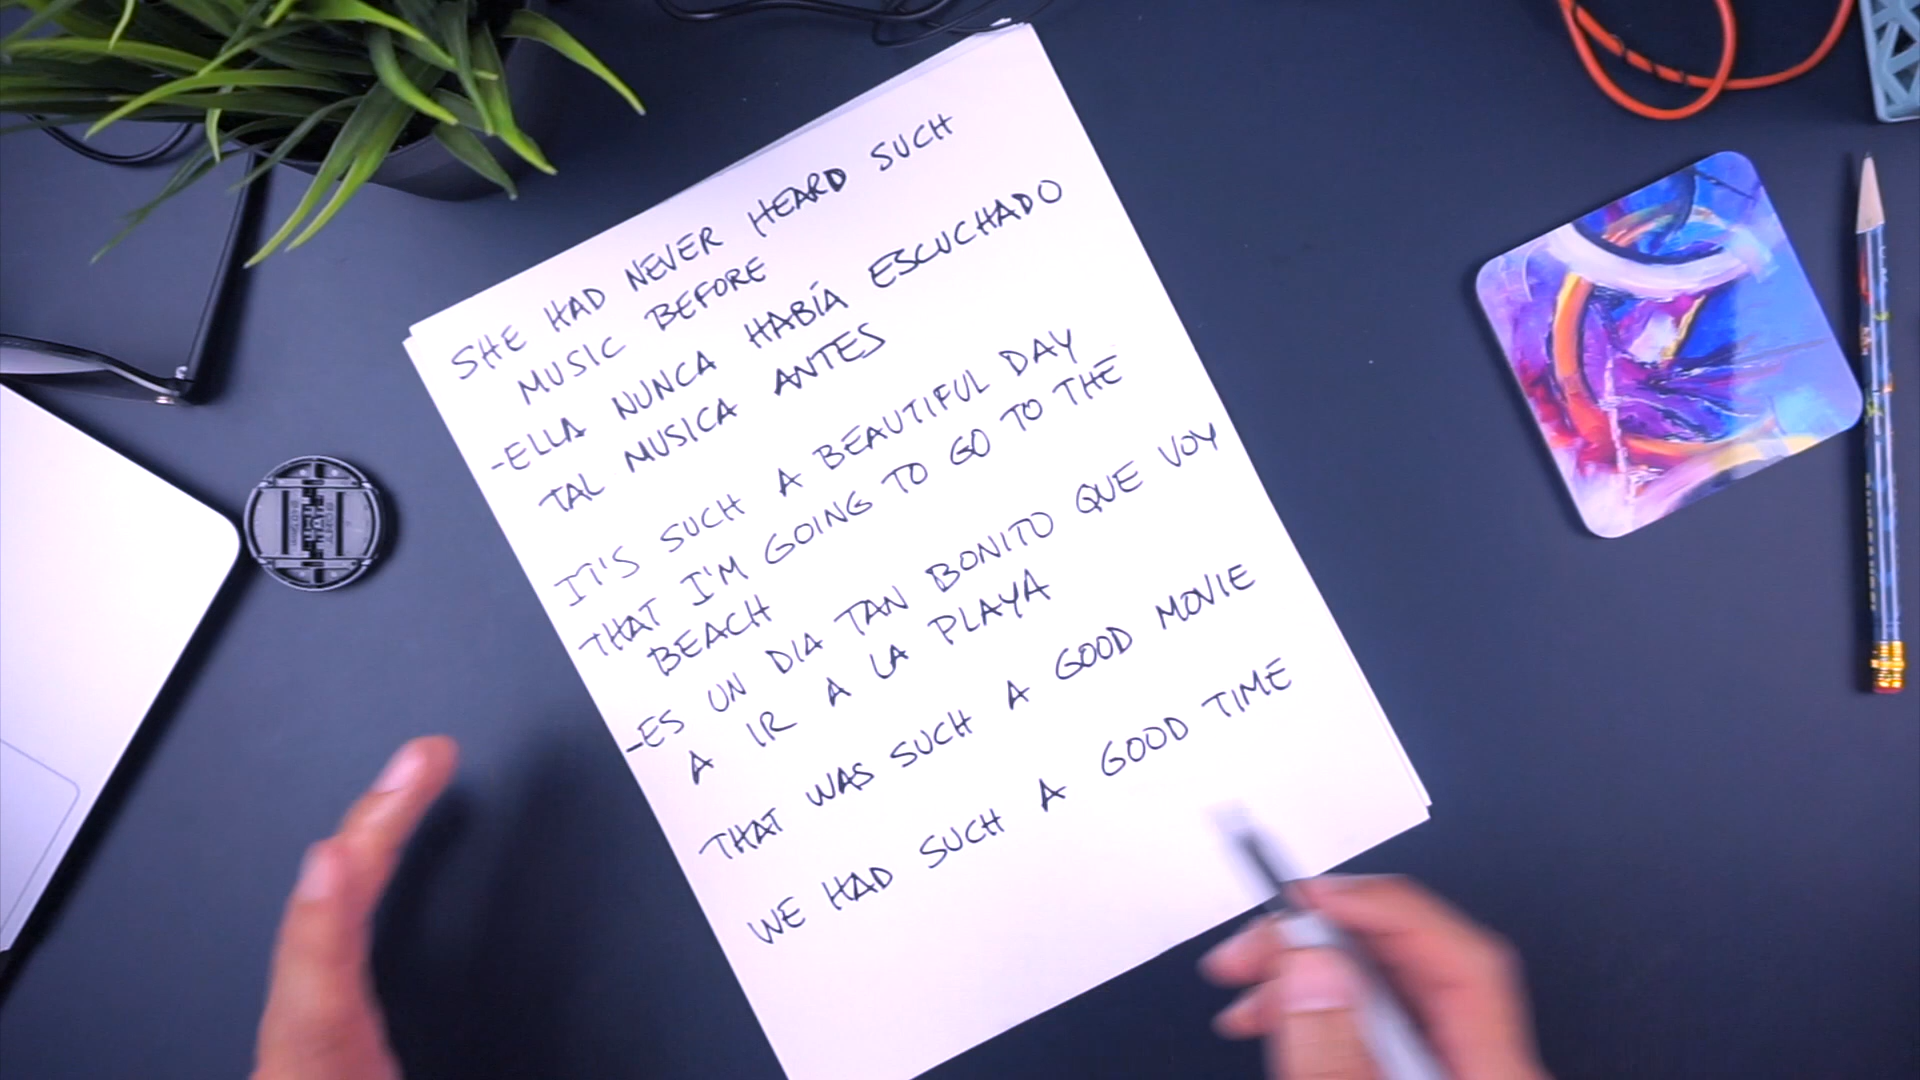 SHE HAD NEVER HEARD SUCH
MUSIC BEFORE
-ELLA NUNCA HABÍA ESCUCHADO
TAL MUSICA ANTES
IT'S SUCH A BEAUTIFUL DAY
THAT I'M GOING TO GO TO THE
BEACH
-ES UN DIA TAN BONITO QUE VOY
A IR A LA PLAYA
THAT WAS SUCH A GOOD MOVIE
WE HAD SUCH A GOOD TIME